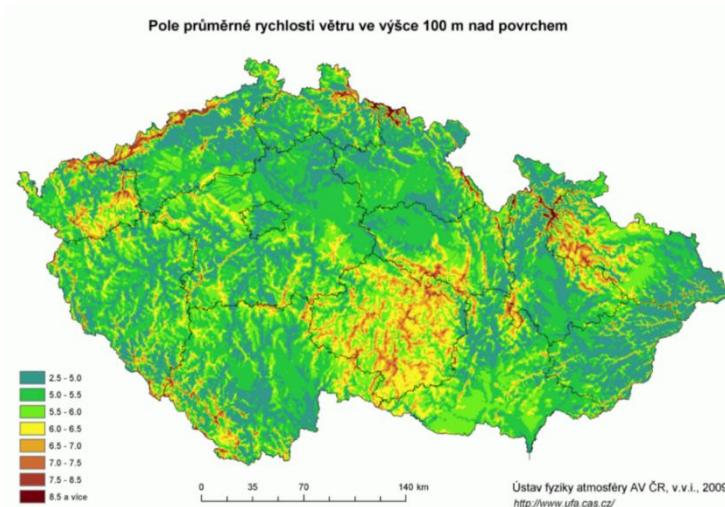 Pole průměrné rychlosti větru ve výšce 100 m nad povrchem
2.5 - 5.0
5.0 - 5.5
5.5 - 6.0
6.0 - 6.5
6.5 - 7.0
7.0 - 7.5
7.5 - 8.5
8.5 a více
0 35 70 140 km
Ústav fyziky atmosféry AV ČR, v.v.i., 2009
http://www.ufa.cas.cz/